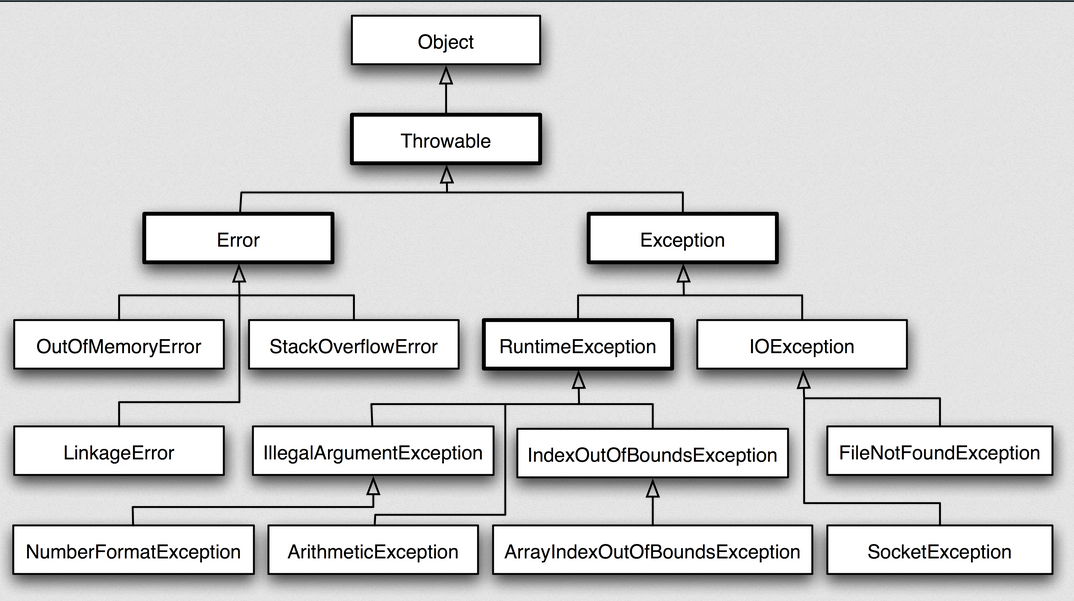 Object
Throwable
Error
Exception
OutOfMemoryError
StackOverflowError
RuntimeException
IOException
LinkageError
IllegalArgumentException
IndexOutOfBoundsException
FileNotFoundException
NumberFormatException
ArithmeticException
ArrayIndexOutOfBoundsException
SocketException